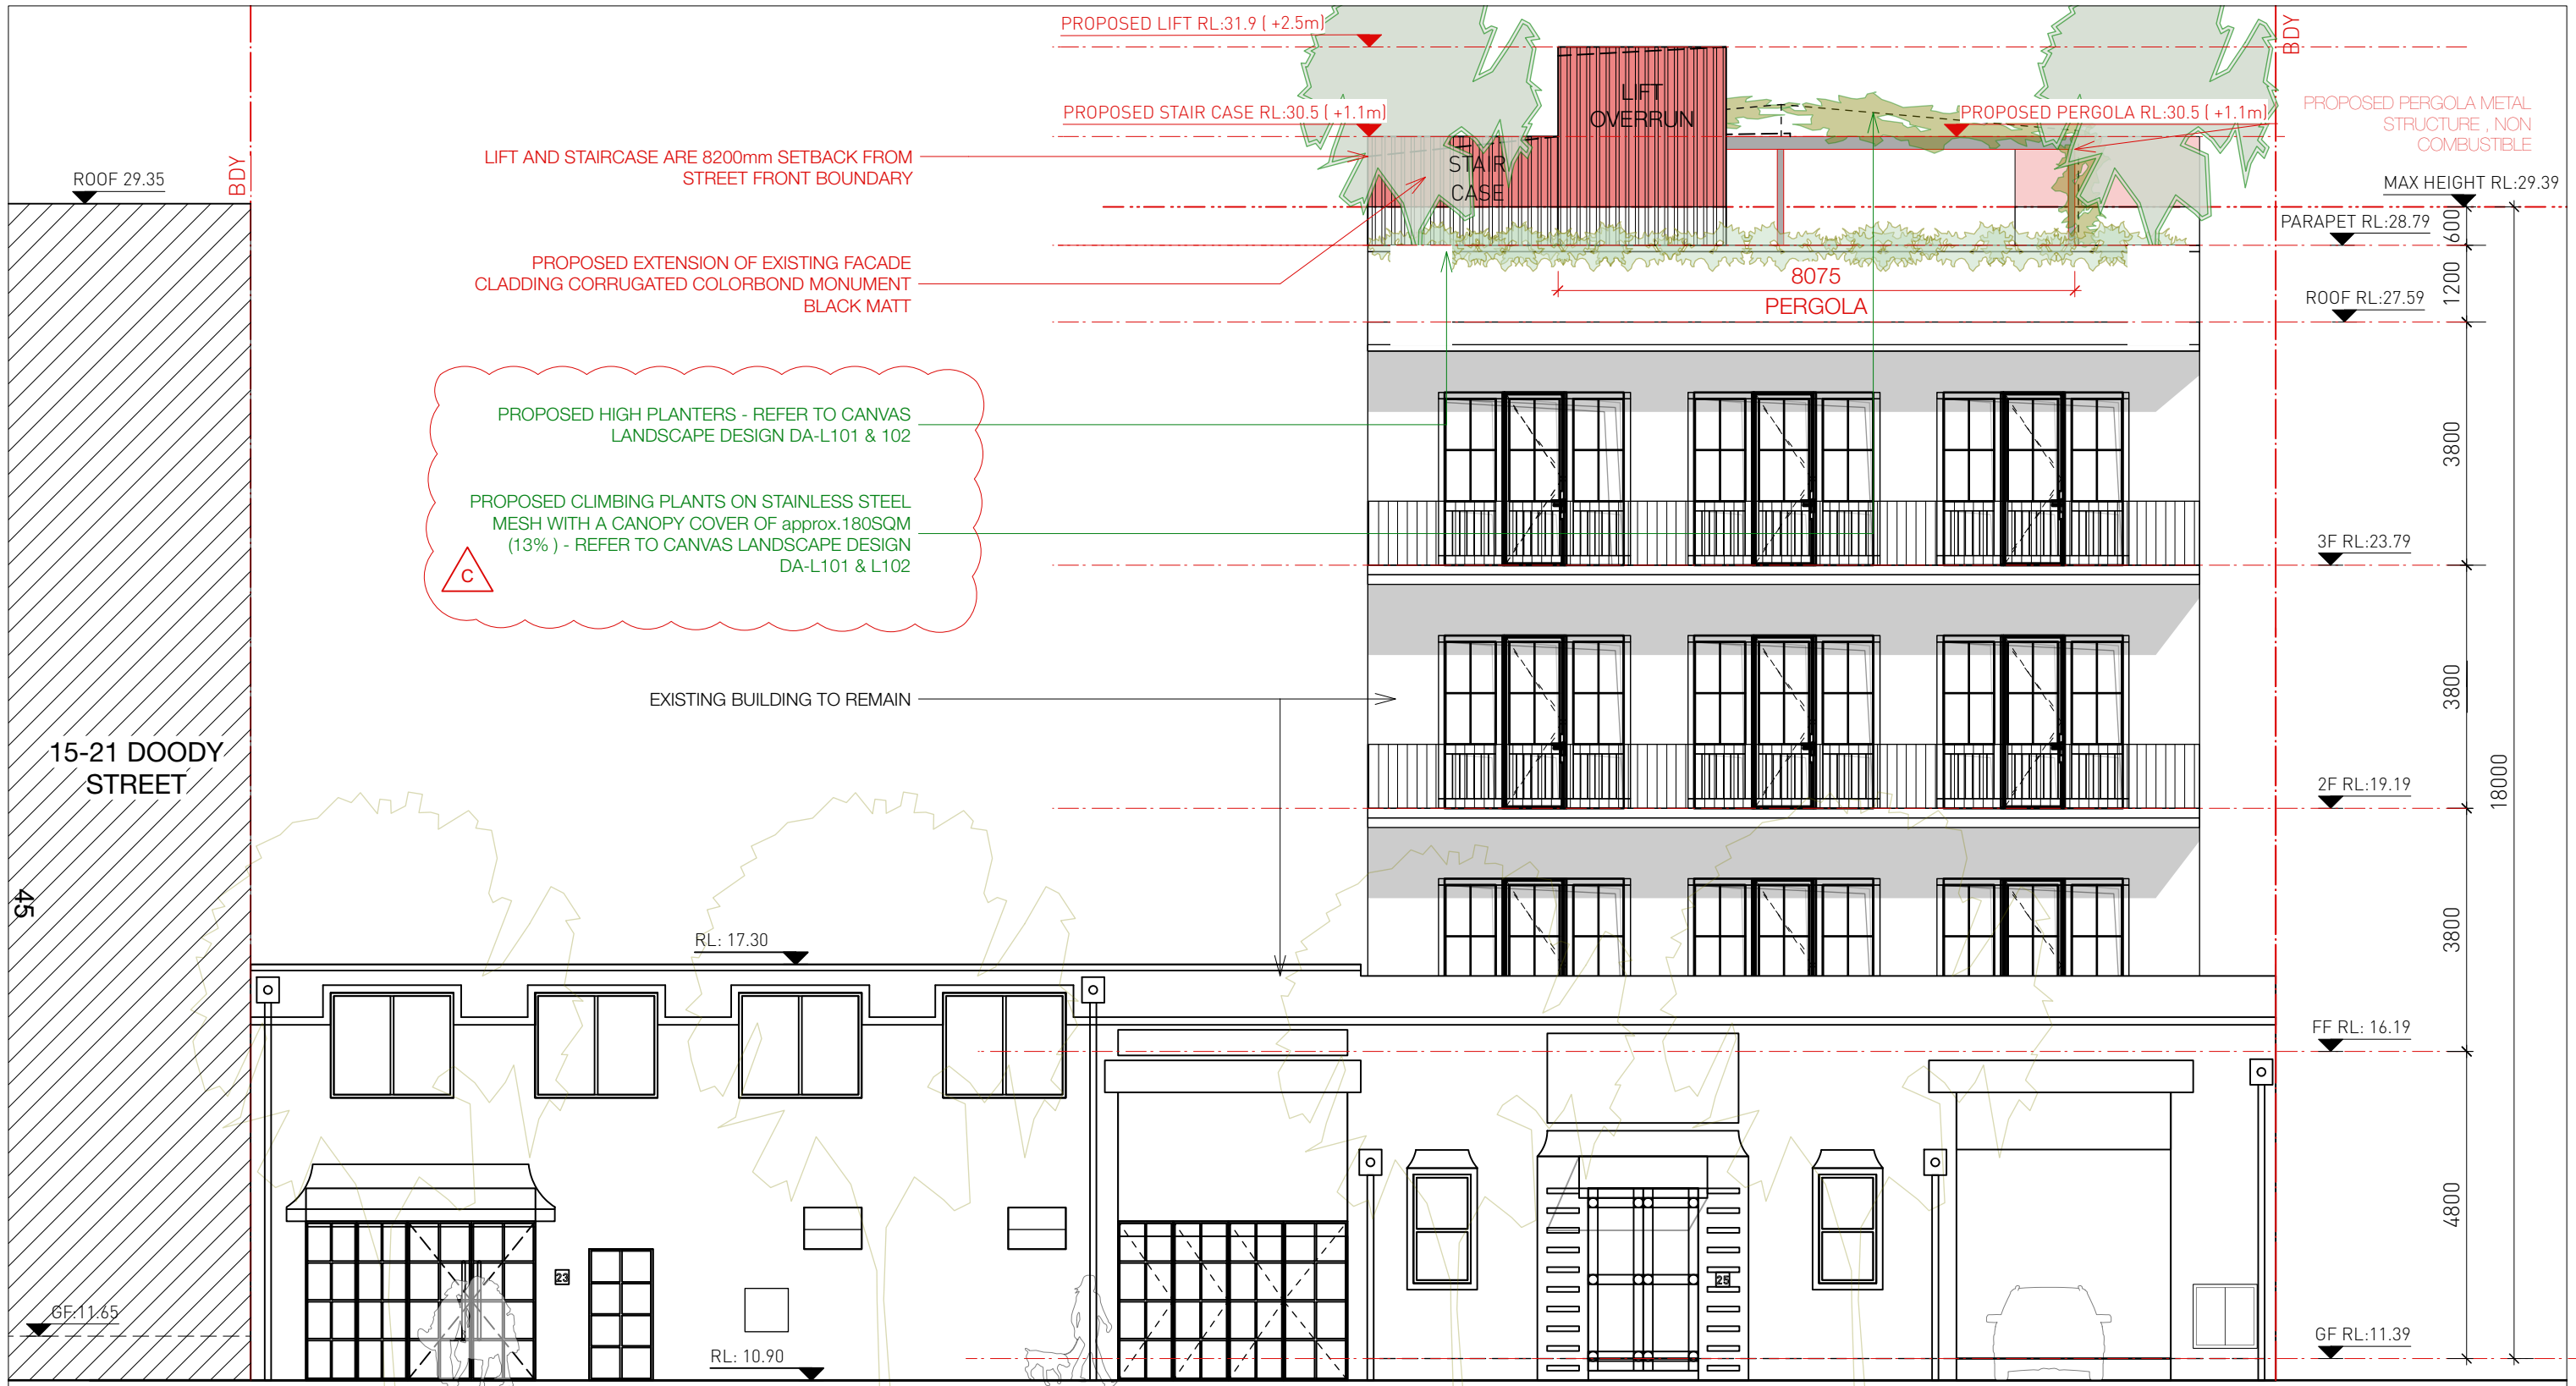 PROPOSED LIFT RL:31.9 ( +2.5m)
BDY
LIFT
OVERRUN
PROPOSED STAIR CASE RL:30.5 ( +1.1m)
PROPOSED PERGOLA RL:30.5 ( +1.1m)
PROPOSED PERGOLA METAL
STRUCTURE , NON
COMBUSTIBLE
LIFT AND STAIRCASE ARE 8200mm SETBACK FROM
STREET FRONT BOUNDARY
STAIR
CASE
ROOF 29.35
BDY
MAX HEIGHT RL:29.39
PARAPET RL:28.79
600
PROPOSED EXTENSION OF EXISTING FACADE
CLADDING CORRUGATED COLORBOND MONUMENT
BLACK MATT
8075
PERGOLA
ROOF RL:27.59
1200
PROPOSED HIGH PLANTERS - REFER TO CANVAS
LANDSCAPE DESIGN DA-L101 & 102
3800
PROPOSED CLIMBING PLANTS ON STAINLESS STEEL
MESH WITH A CANOPY COVER OF approx.180SQM
(13% ) - REFER TO CANVAS LANDSCAPE DESIGN
DA-L101 & L102
C
3F RL:23.79
EXISTING BUILDING TO REMAIN
3800
15-21 DOODY
STREET
2F RL:19.19
18000
45
RL: 17.30
3800
FF RL: 16.19
4800
23
25
GF:11.65
RL: 10.90
GF RL:11.39